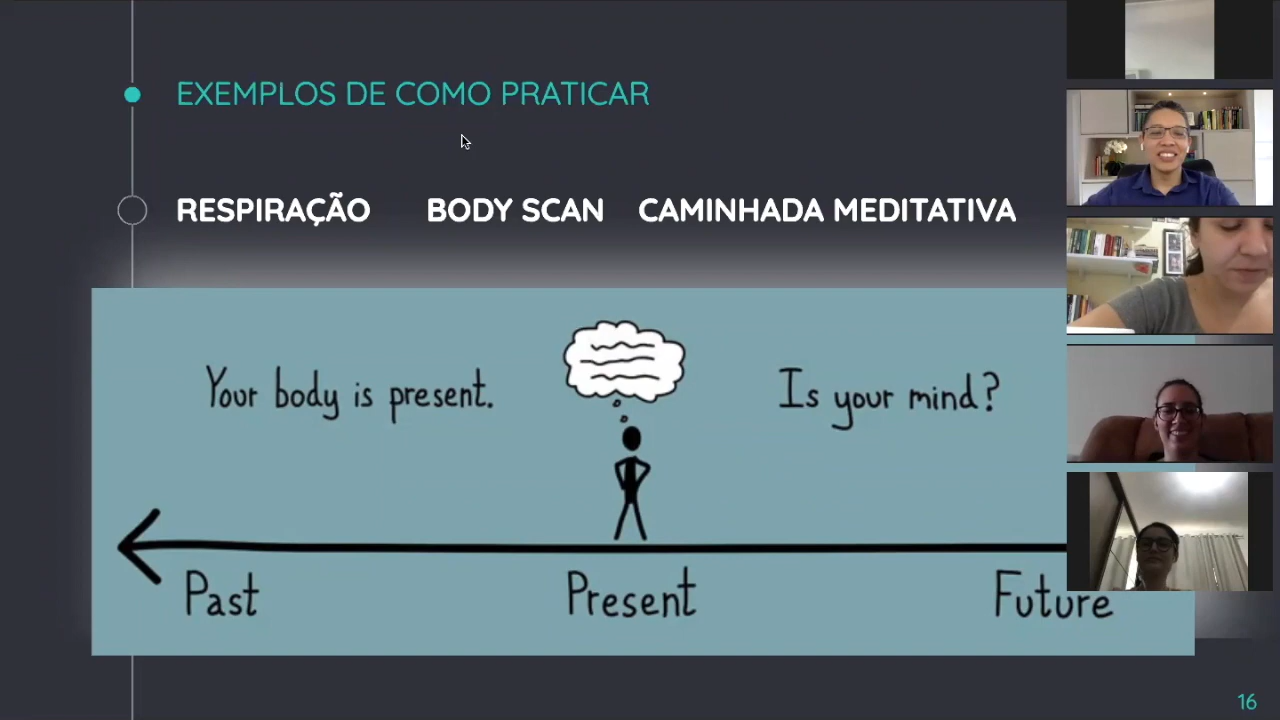 EXEMPLOS DE COMO PRATICAR
RESPIRAÇÃO BODY SCAN CAMINHADA MEDITATIVA
Your body is present. Is your mind?
Past Present Future
16